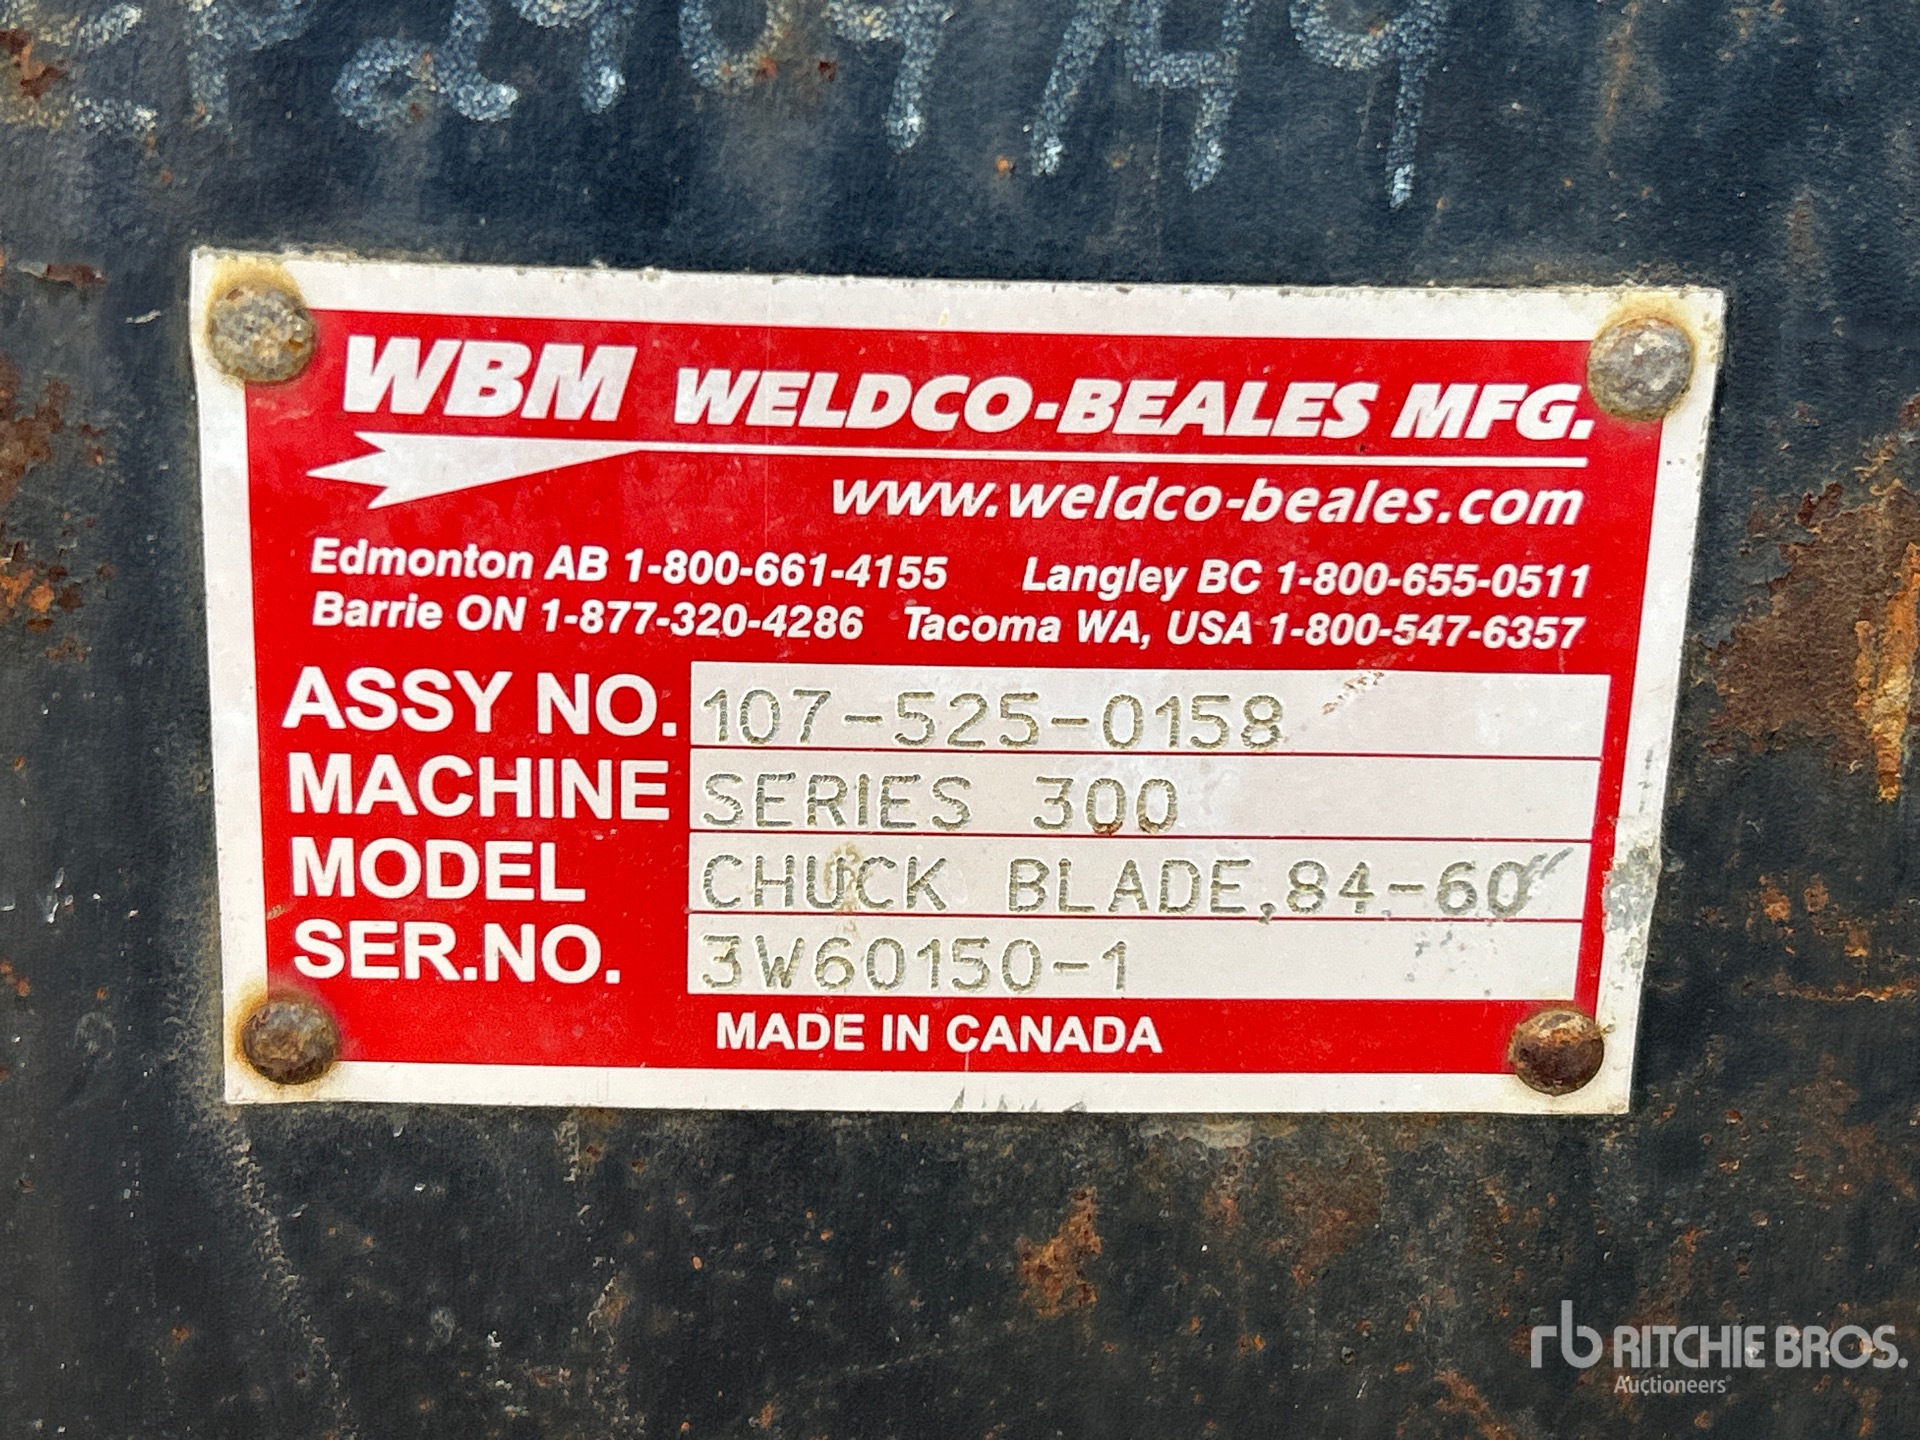 WBM WELDCO-BEALES MFG.
www.weldco-beales.com
Edmonton AB 1-800-661-4155 Langley BC 1-800-655-0511
Barrie ON 1-877-320-4286 Tacoma WA, USA 1-800-547-6357
ASSY NO. 107-525-0158
MACHINE SERIES 300
MODEL CHUCK BLADE,84-60
SER.NO. 3W60150-1
MADE IN CANADA
rb RITCHIE BROS.
Auctioneers